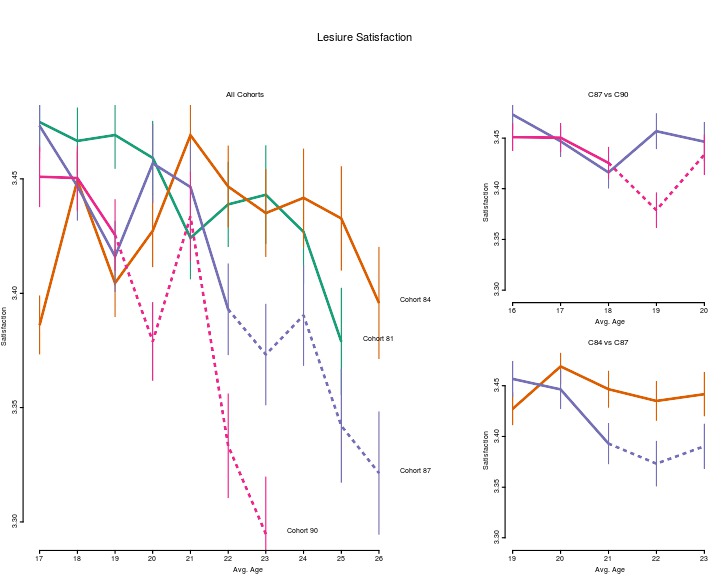 Lesiure Satisfaction
All Cohorts
Satisfaction
3.45
3.40
3.35
3.30
17 18 19 20 21 22 23 24 25 26
Avg. Age
Cohort 84
Cohort 81
Cohort 87
Cohort 90
C87 vs C90
Satisfaction
3.45
3.40
3.35
3.30
16 17 18 19 20
Avg. Age
C84 vs C87
Satisfaction
3.45
3.40
3.35
3.30
19 20 21 22 23
Avg. Age